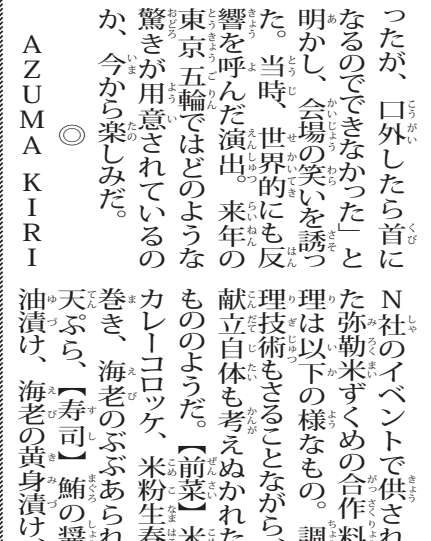 ったが、口外したら首に
なるのでできなかった」と
明かし、会場の笑いを誘っ
た。当時、世界的にも反
響を呼んだ演出。来年の
東京五輪ではどのような
驚きが用意されているの
か、今から楽しみだ。
◎
AZUMA KIRI
N社のイベントで供され
た弥勒米ずくめの合作料
理は以下の様なもの。調
理技術もさることながら、
献立自体も考えぬかれた
もののようだ。【前菜】米
カレーコロッケ、米粉生春
巻き、海老のぶぶあられ
天ぷら、【寿司】鮪の醤
油漬け、海老の黄身漬け、